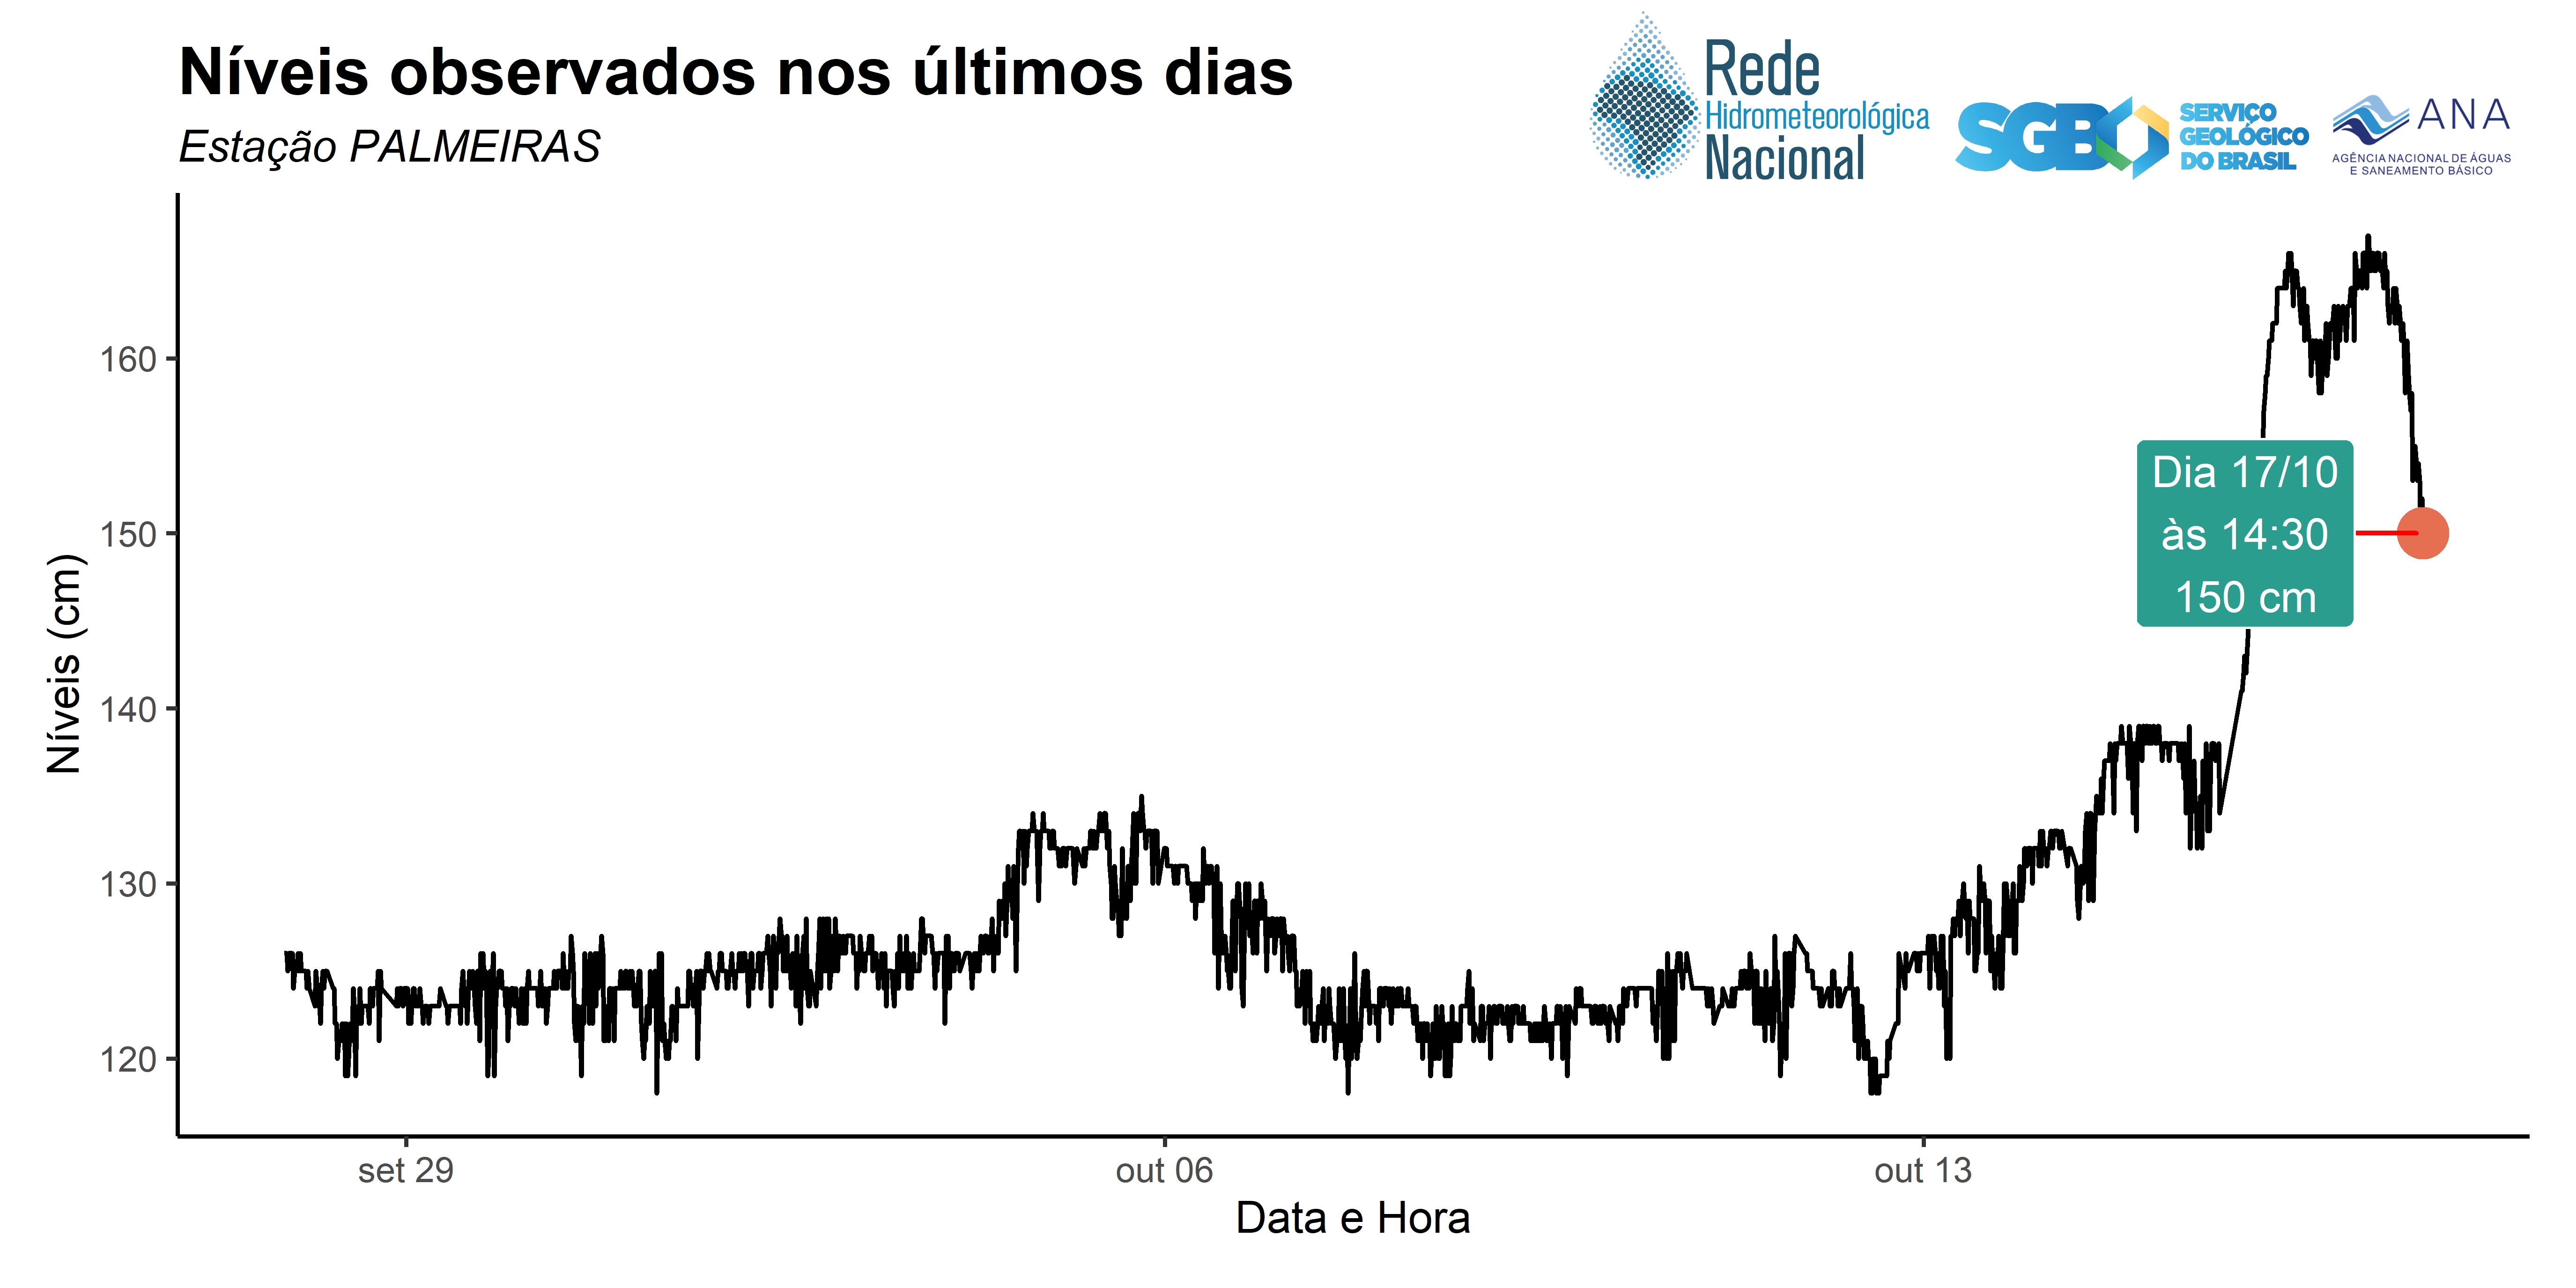 Níveis observados nos últimos dias
Estação PALMEIRAS
Rede
Hidrometeorológica
Nacional
SGB
SERVIÇO
GEOLÓGICO
DO BRASIL
ANA
AGÊNCIA NACIONAL DE ÁGUAS
E SANEAMENTO BÁSICO
Níveis (cm)
160
150
140
130
120
Dia 17/10
às 14:30
150 cm
set 29
out 06
out 13
Data e Hora